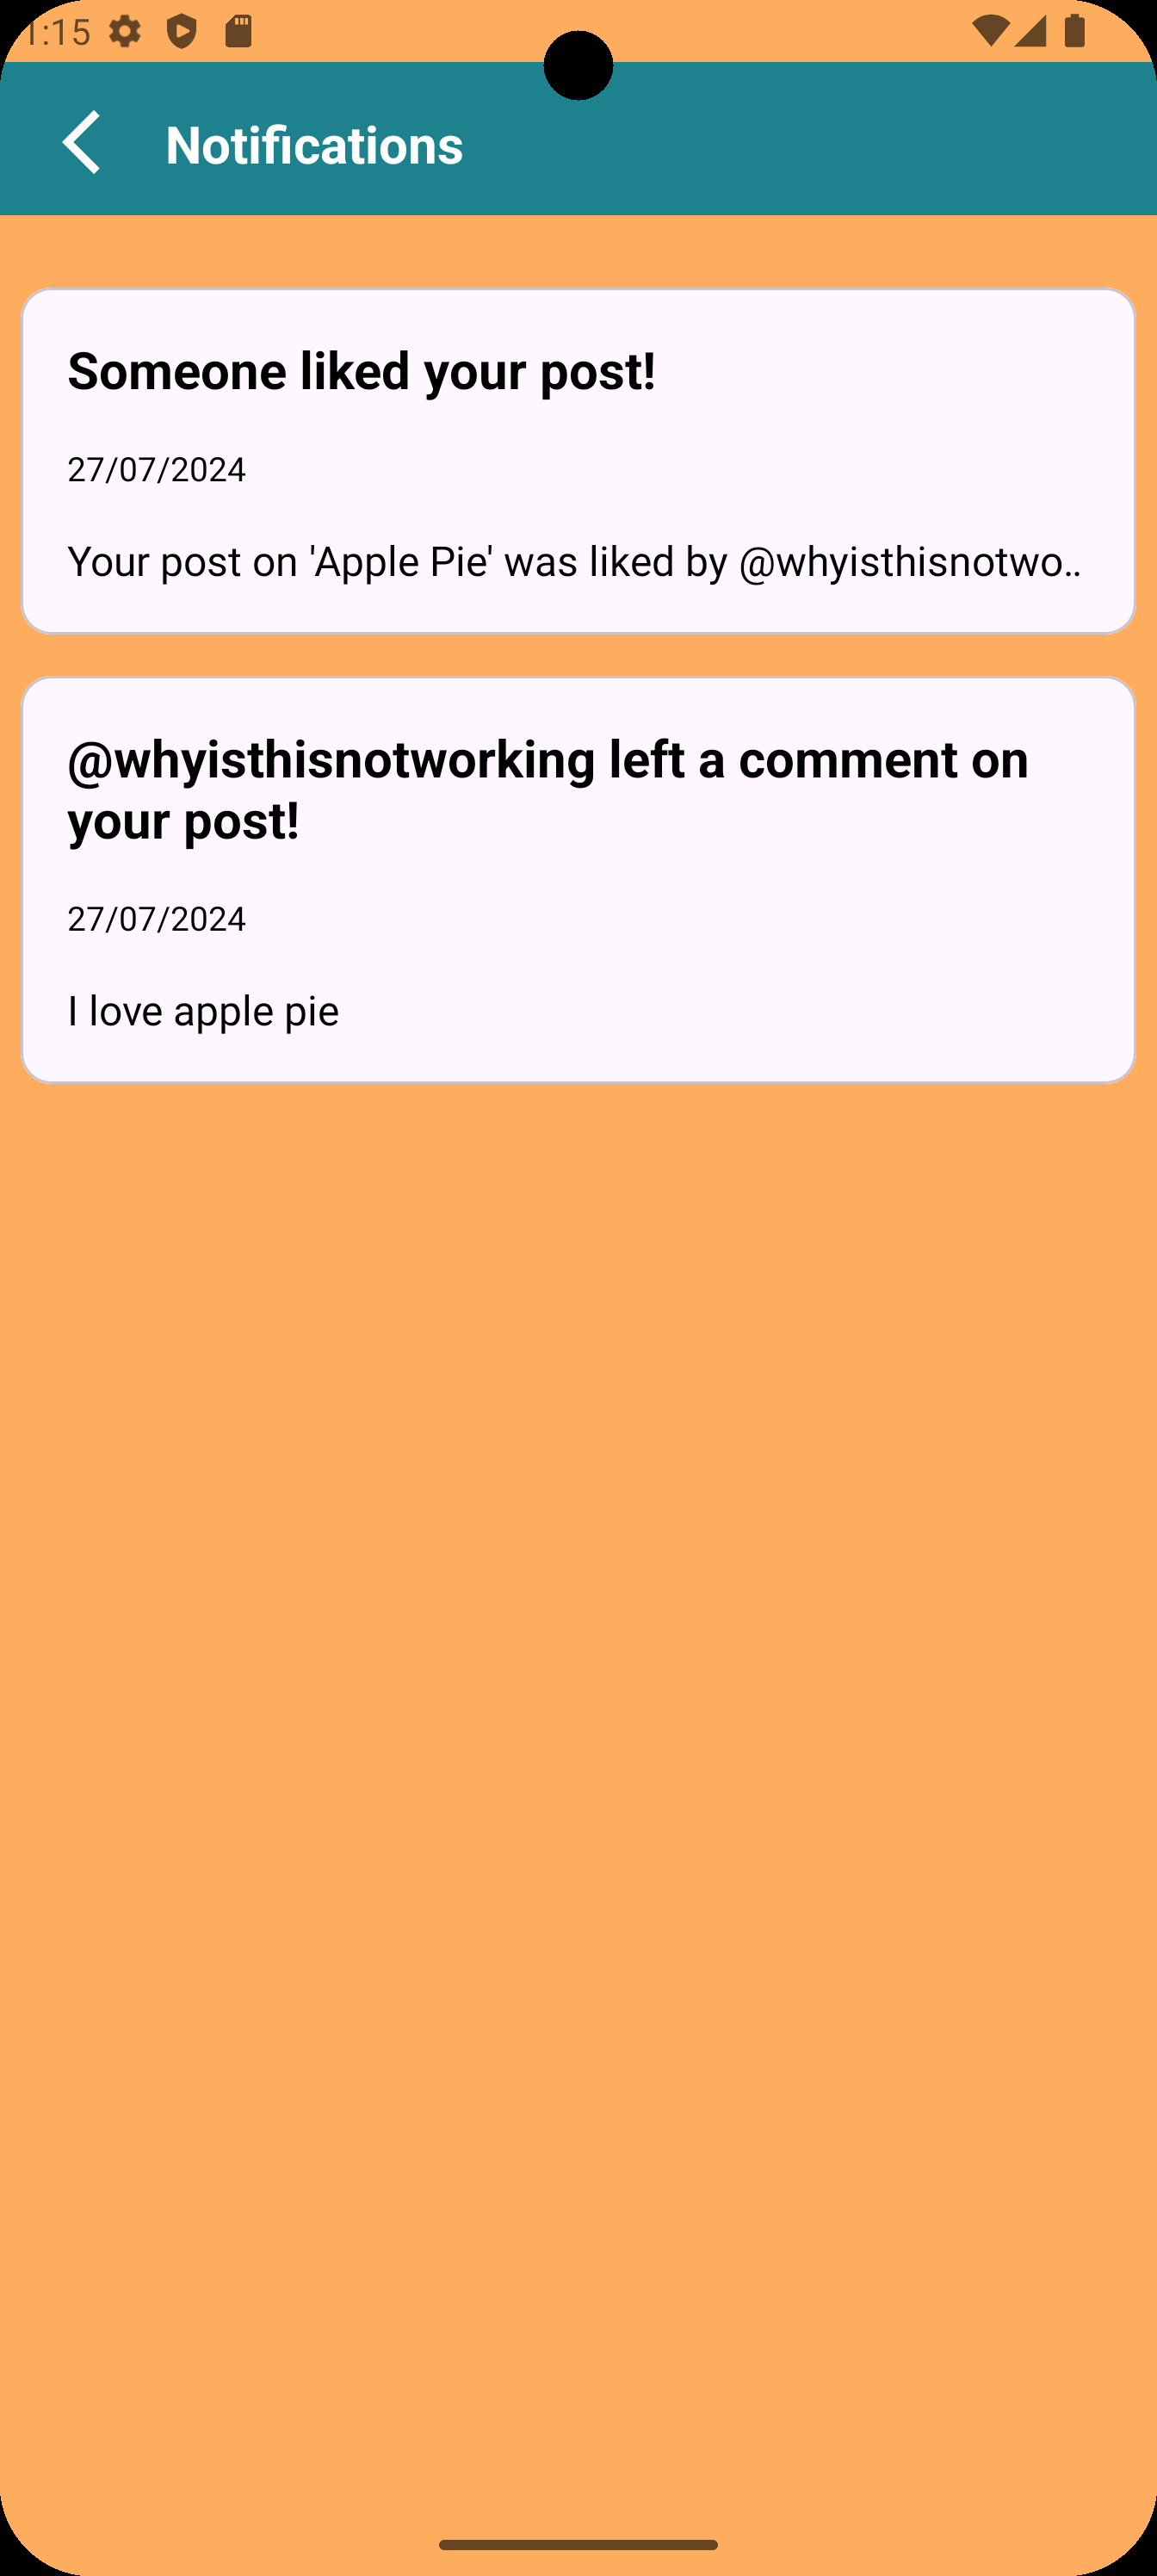 1:15
Notifications
Someone liked your post!
27/07/2024
Your post on 'Apple Pie' was liked by @whyisthisnotwo..
@whyisthisnotworking left a comment on
your post!
27/07/2024
I love apple pie